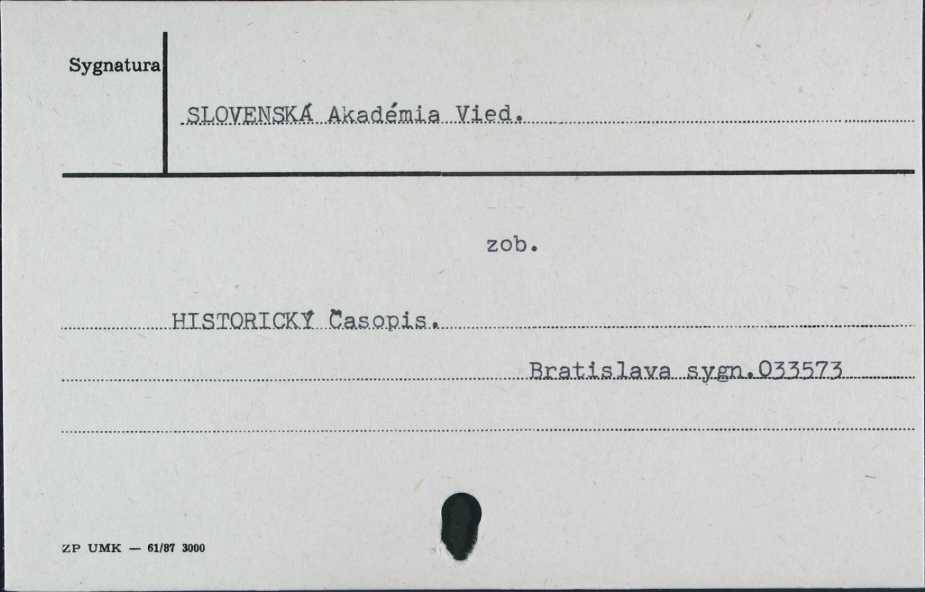 Sygnatura
SLOVENSKÁ Akadémia Vied.
zob.
HISTORICKÝ Časopis.
Bratislava sygn.033573
ZP UMK — 61/87 3000